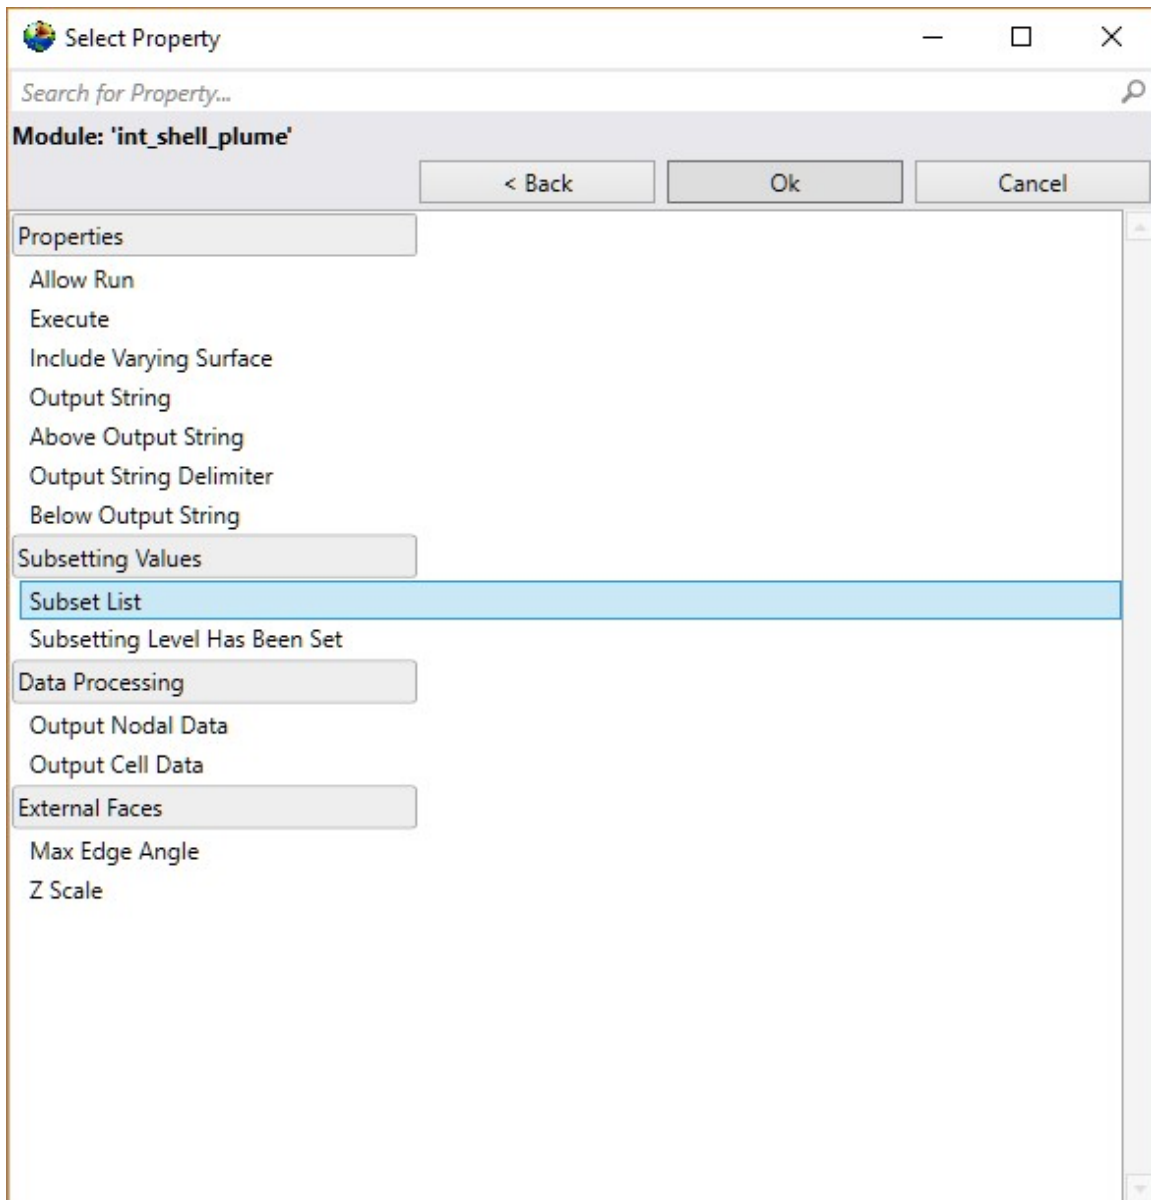 Select Property
Search for Property...
Module: 'int_shell_plume'
< Back Ok Cancel
Properties
Allow Run
Execute
Include Varying Surface
Output String
Above Output String
Output String Delimiter
Below Output String
Subsetting Values
Subset List
Subsetting Level Has Been Set
Data Processing
Output Nodal Data
Output Cell Data
External Faces
Max Edge Angle
Z Scale